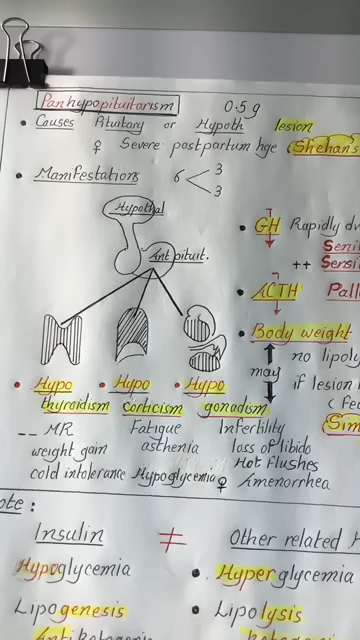 Panhypopituitarism 0.5 g
• Causes Pituitary or Hypoth lesion
♀ Severe postpartum hge Shehan's
• Manifestations 6 < 3
3
Hypothal
Ant pituit.
• GH Rapidly
++ Sensi
• ACTH Pall
• Body weight
no lipoly
may
if lesion
• Hypo • Hypo • Hypo
thyroidism corticism gonadism
Sim
__ MR Fatigue Infertility
weight gain asthenia loss of libido
Hot Flushes
cold intolerance Hypoglycemia ♀ Amenorrhea
ote :
Insulin ≠ Other related H
Hypoglycemia • Hyperglycemia
Lipogenesis • Lipolysis